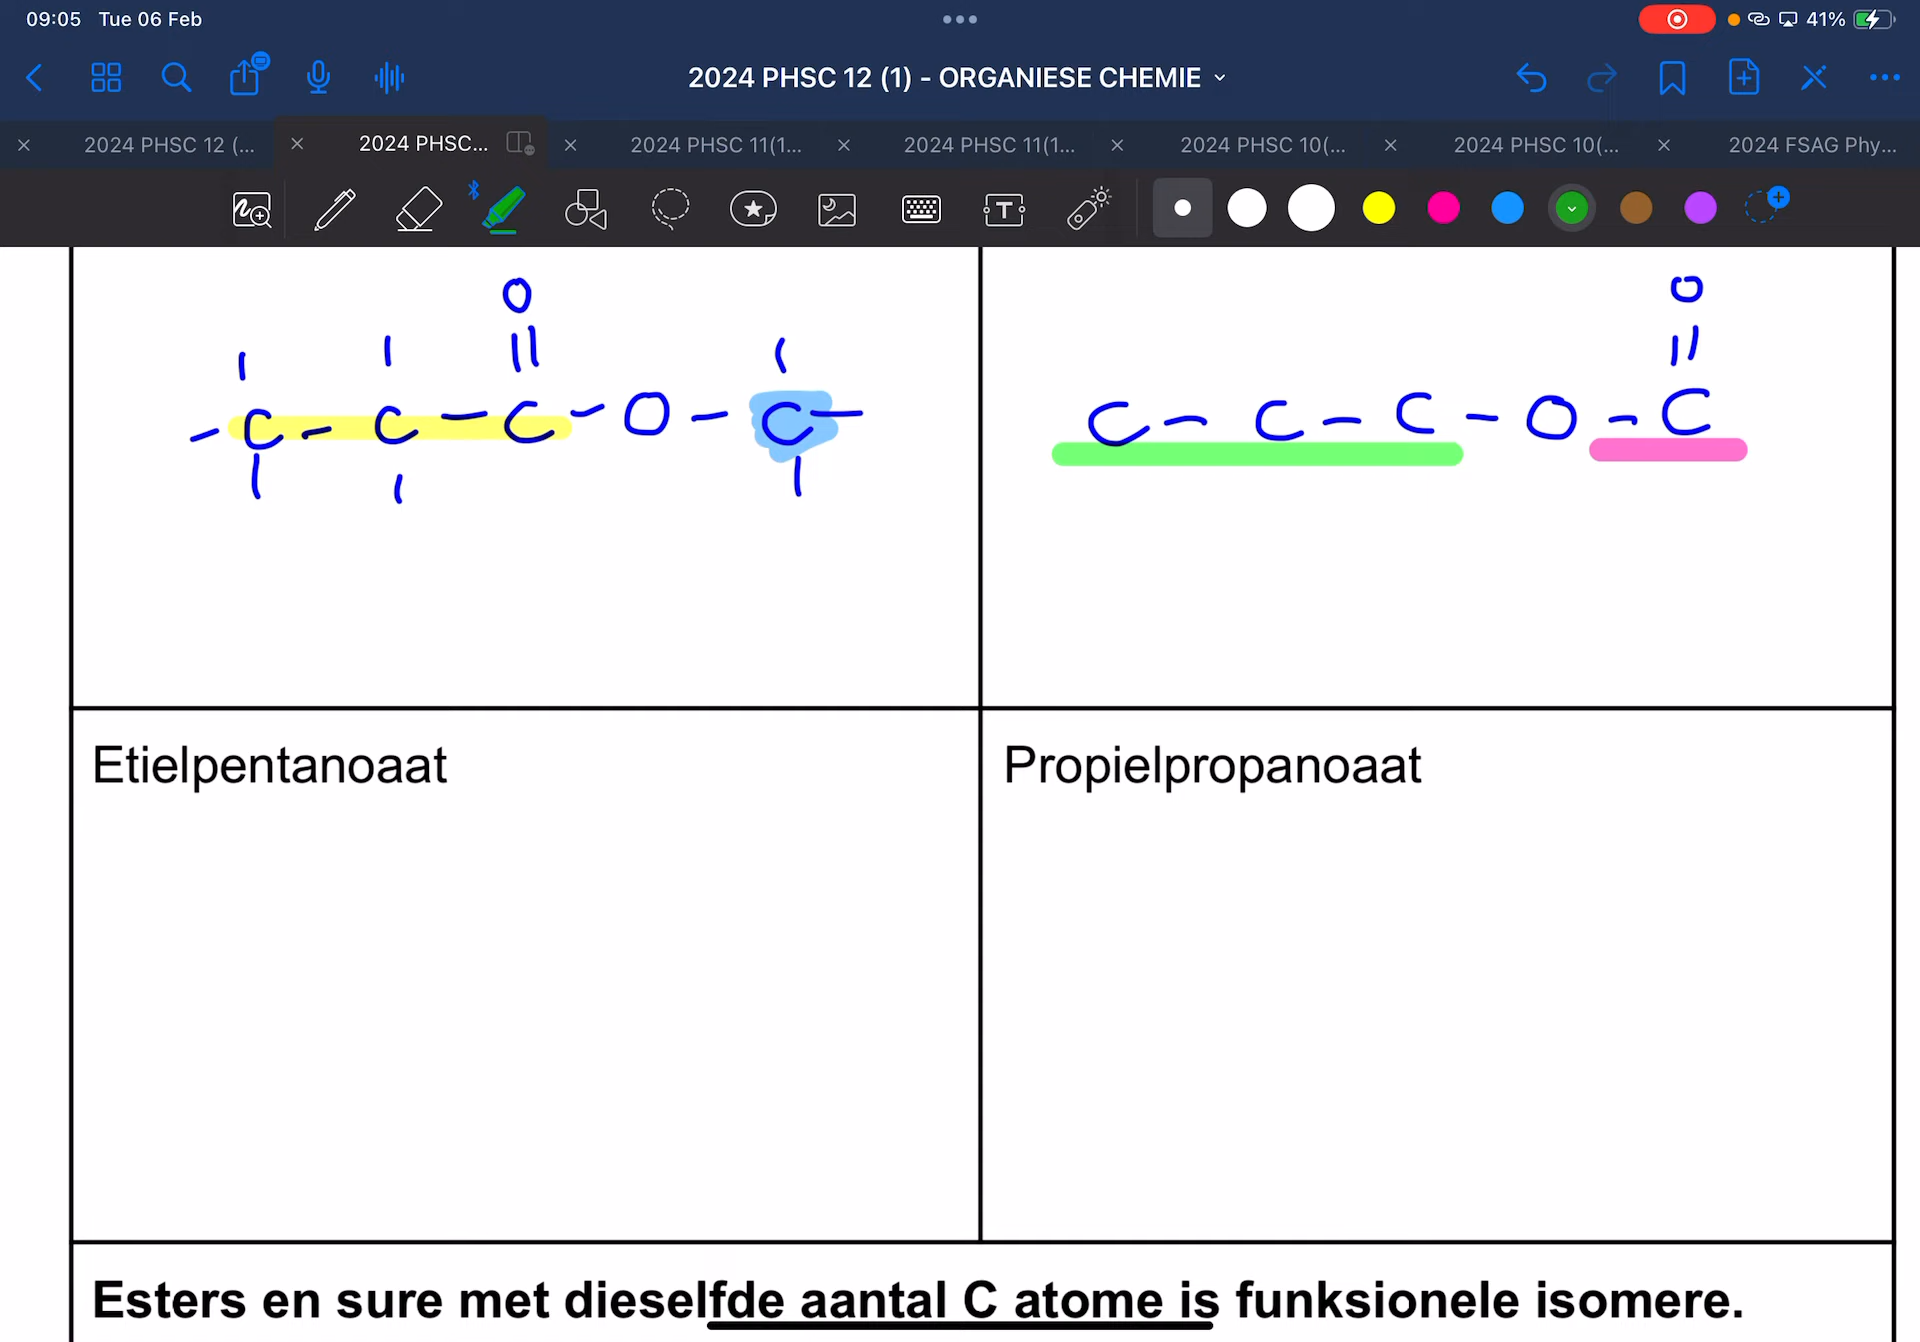 09:05 Tue 06 Feb
41%
2024 PHSC 12 (1) - ORGANIESE CHEMIE
2024 PHSC 12 (...
2024 PHSC...
2024 PHSC 11(1...
2024 PHSC 11(1...
2024 PHSC 10(...
2024 PHSC 10(...
2024 FSAG Phy...
T
O
C - C - C - O - C
O
C - C - C - O - C
Etielpentanoaat
Propielpropanoaat
Esters en sure met dieselfde aantal C atome is funksionele isomere.